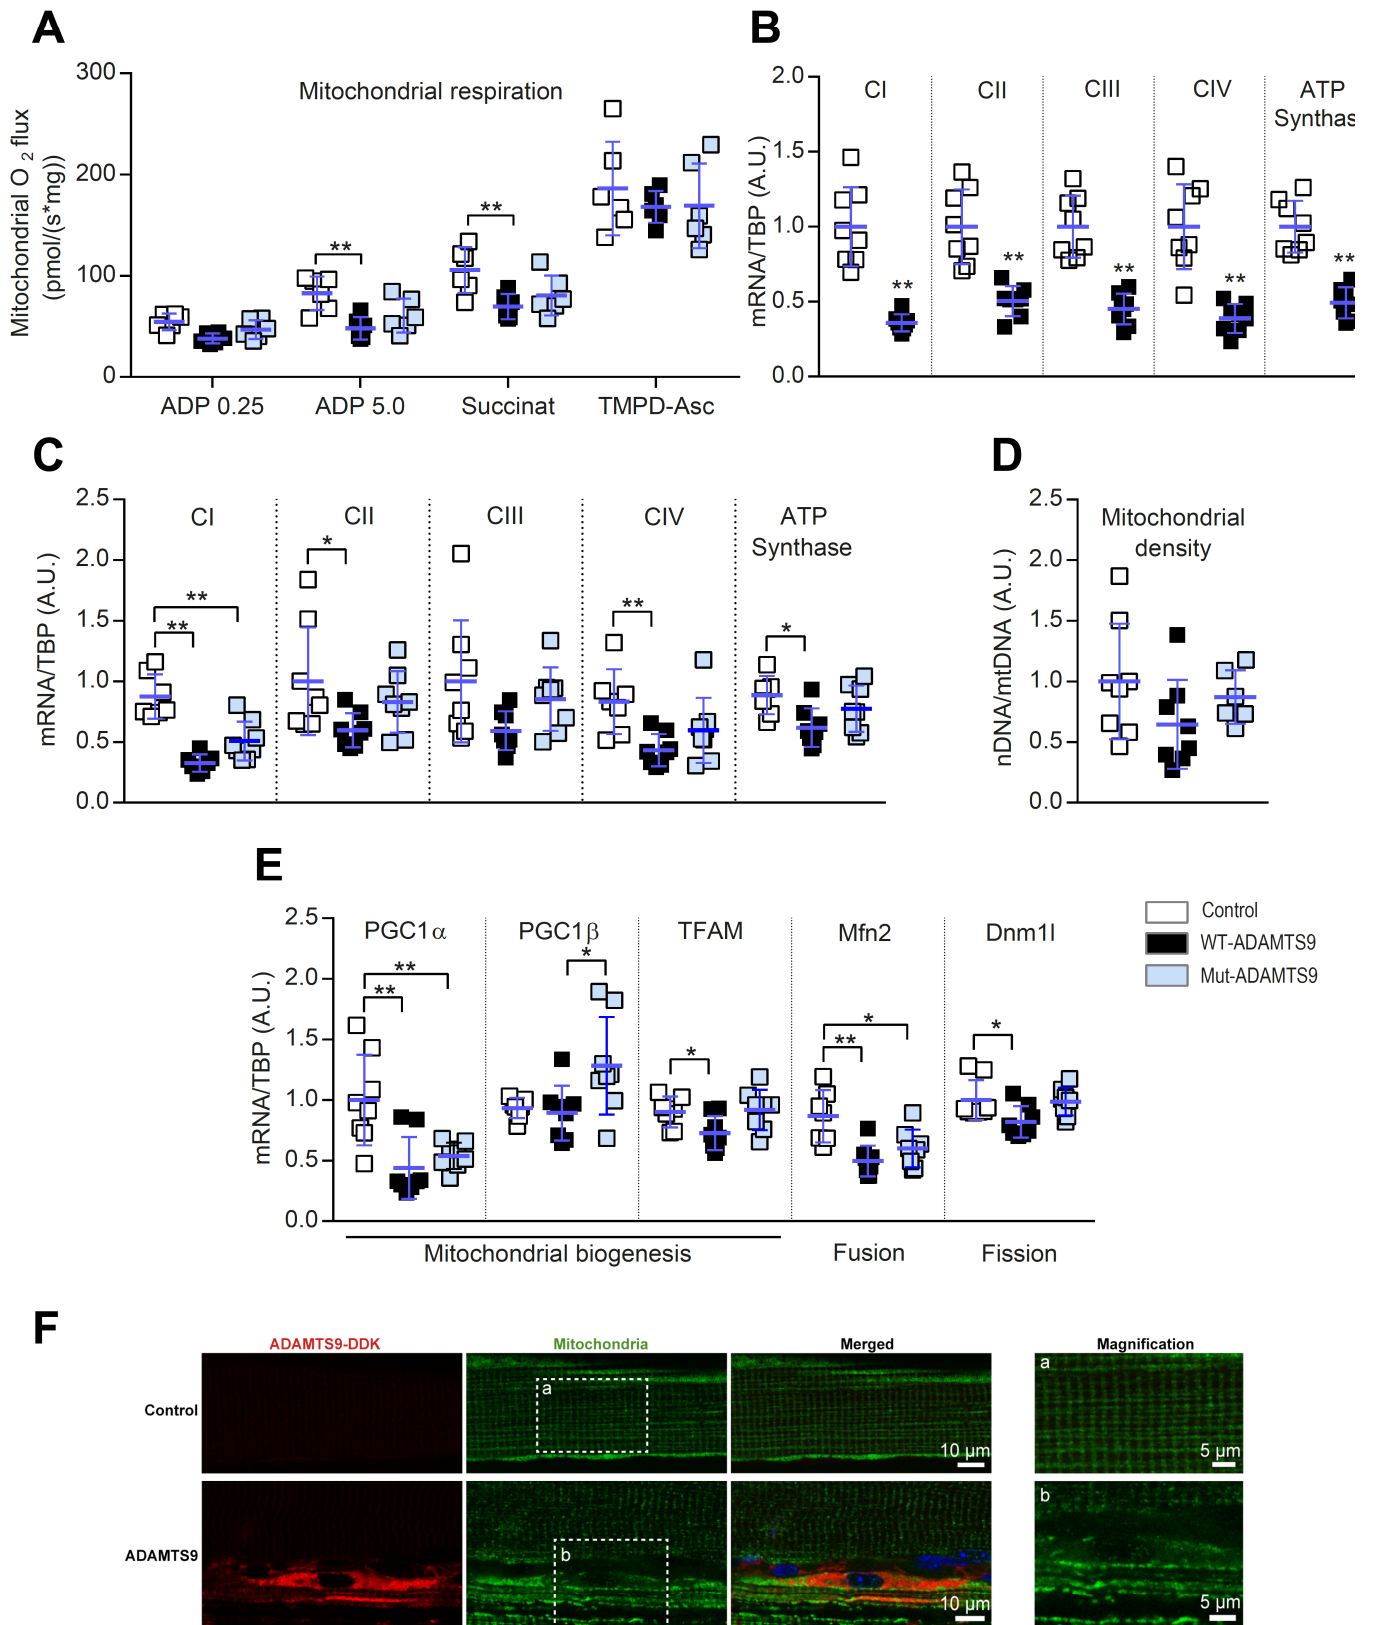 A
Mitochondrial respiration
Mitochondrial O 2 flux
(pmol/(s*mg))
300
200
100
0
**
**
ADP 0.25
ADP 5.0
Succinat
TMPD-Asc
B
mRNA/TBP (A.U.)
2.0
1.5
1.0
0.5
0.0
CI
CII
CIII
CIV
ATP
Synthas
**
**
**
**
**
C
mRNA/TBP (A.U.)
2.5
2.0
1.5
1.0
0.5
0.0
CI
CII
CIII
CIV
ATP
Synthase
**
**
*
**
*
D
nDNA/mtDNA (A.U.)
2.5
2.0
1.5
1.0
0.5
0.0
Mitochondrial
density
E
mRNA/TBP (A.U.)
2.5
2.0
1.5
1.0
0.5
0.0
PGC1α
PGC1β
TFAM
Mfn2
Dnm1l
**
**
*
*
*
**
*
Mitochondrial biogenesis
Fusion
Fission
Control
WT-ADAMTS9
Mut-ADAMTS9
F
ADAMTS9-DDK
Mitochondria
Merged
Magnification
Control
a
10 µm
a
5 µm
ADAMTS9
b
10 µm
b
5 µm